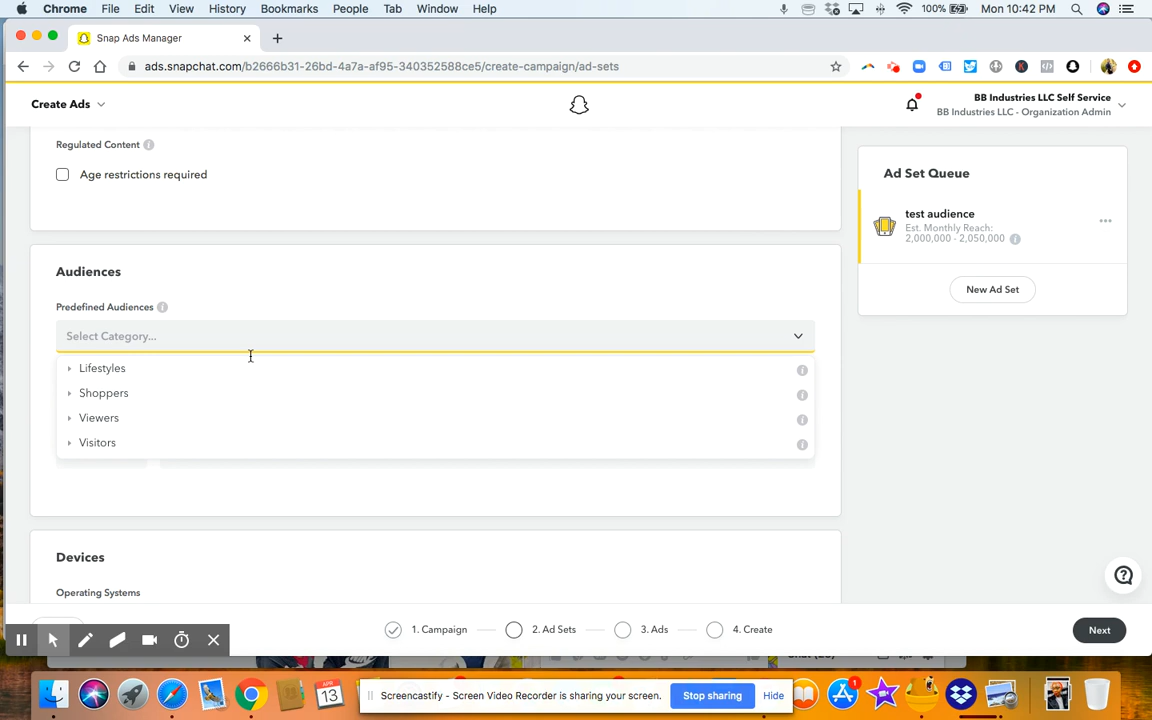 Chrome File Edit View History Bookmarks People Tab Window Help 100% Mon 10:42 PM
Snap Ads Manager
ads.snapchat.com/b2666b31-26bd-4a7a-af95-340352588ce5/create-campaign/ad-sets
Create Ads
BB Industries LLC Self Service
BB Industries LLC - Organization Admin
Regulated Content
Age restrictions required
Ad Set Queue
test audience
Est. Monthly Reach:
2,000,000 - 2,050,000
New Ad Set
Audiences
Predefined Audiences
Select Category...
Lifestyles
Shoppers
Viewers
Visitors
Devices
Operating Systems
1. Campaign 2. Ad Sets 3. Ads 4. Create
Next
APR
13
Screencastify - Screen Video Recorder is sharing your screen. Stop sharing Hide
1